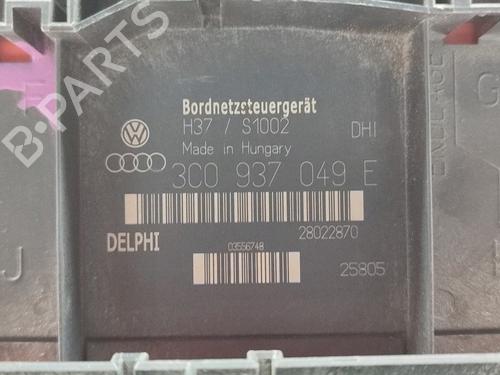 B-PARTS
Bordnetzsteuergerät
H37 / S1002 DHI
Made in Hungary
3C0 937 049 E
DELPHI 28022870
03556748
25805
J
G